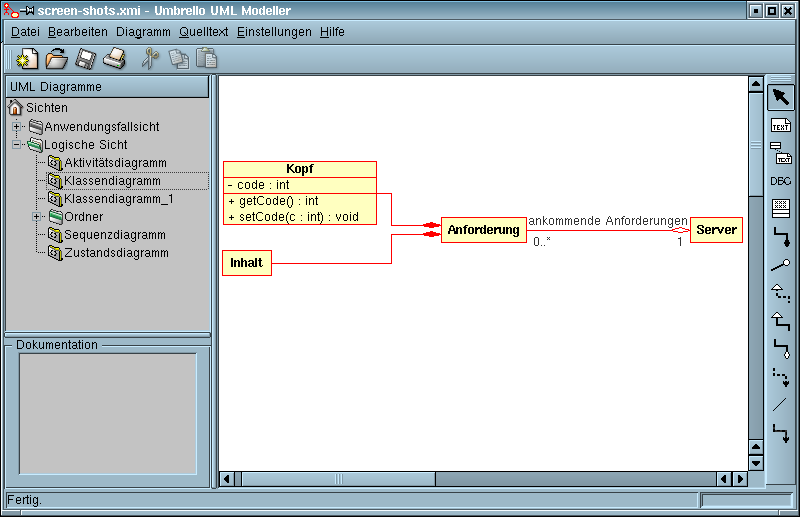 screen-shots.xmi - Umbrello UML Modeller
Datei Bearbeiten Diagramm Quelltext Einstellungen Hilfe
UML Diagramme
Sichten
Anwendungsfallsicht
Logische Sicht
Aktivitätsdiagramm
Klassendiagramm
Klassendiagramm_1
Ordner
Sequenzdiagramm
Zustandsdiagramm
Dokumentation
Kopf
- code : int
+ getCode() : int
+ setCode(c : int) : void
Inhalt
Anforderung
ankommende Anforderungen
0..*
1
Server
TEXT
TEXT
DBC
Fertig.